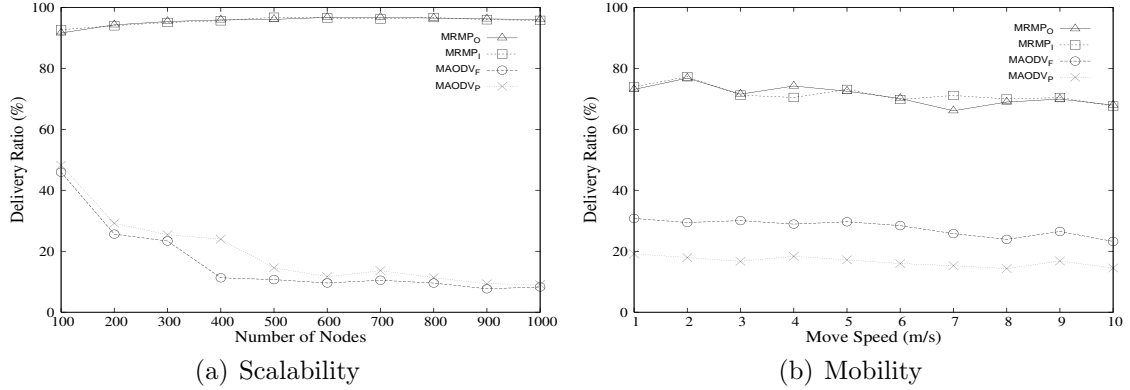 100
80
60
40
20
0
Delivery Ratio (%)
MRMP_O
MRMP_I
MAODV_F
MAODV_P
100 200 300 400 500 600 700 800 900 1000
Number of Nodes
(a) Scalability
100
80
60
40
20
0
Delivery Ratio (%)
MRMP_O
MRMP_I
MAODV_F
MAODV_P
1 2 3 4 5 6 7 8 9 10
Move Speed (m/s)
(b) Mobility